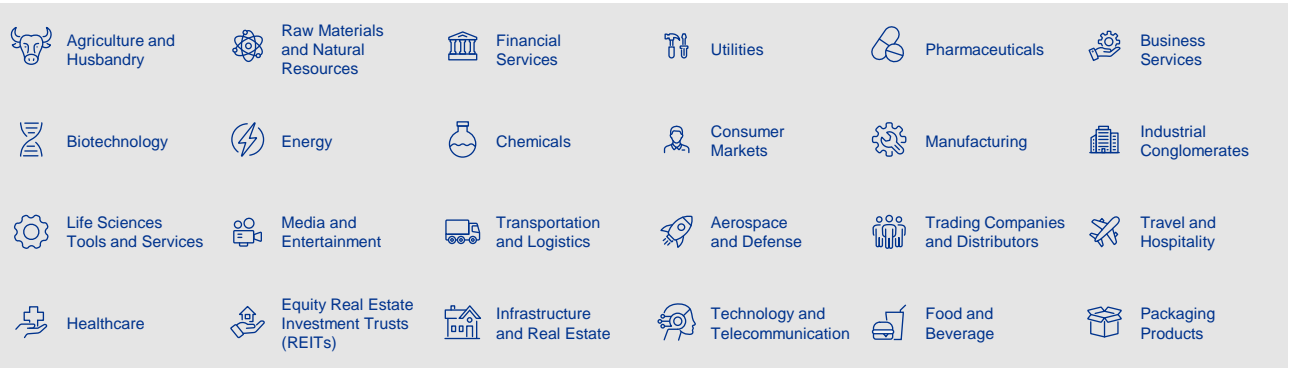 Agriculture and
Husbandry
Raw Materials
and Natural
Resources
Financial
Services
Utilities
Pharmaceuticals
Business
Services
Biotechnology
Energy
Chemicals
Consumer
Markets
Manufacturing
Industrial
Conglomerates
Life Sciences
Tools and Services
Media and
Entertainment
Transportation
and Logistics
Aerospace
and Defense
Trading Companies
and Distributors
Travel and
Hospitality
Healthcare
Equity Real Estate
Investment Trusts
(REITs)
Infrastructure
and Real Estate
Technology and
Telecommunication
Food and
Beverage
Packaging
Products